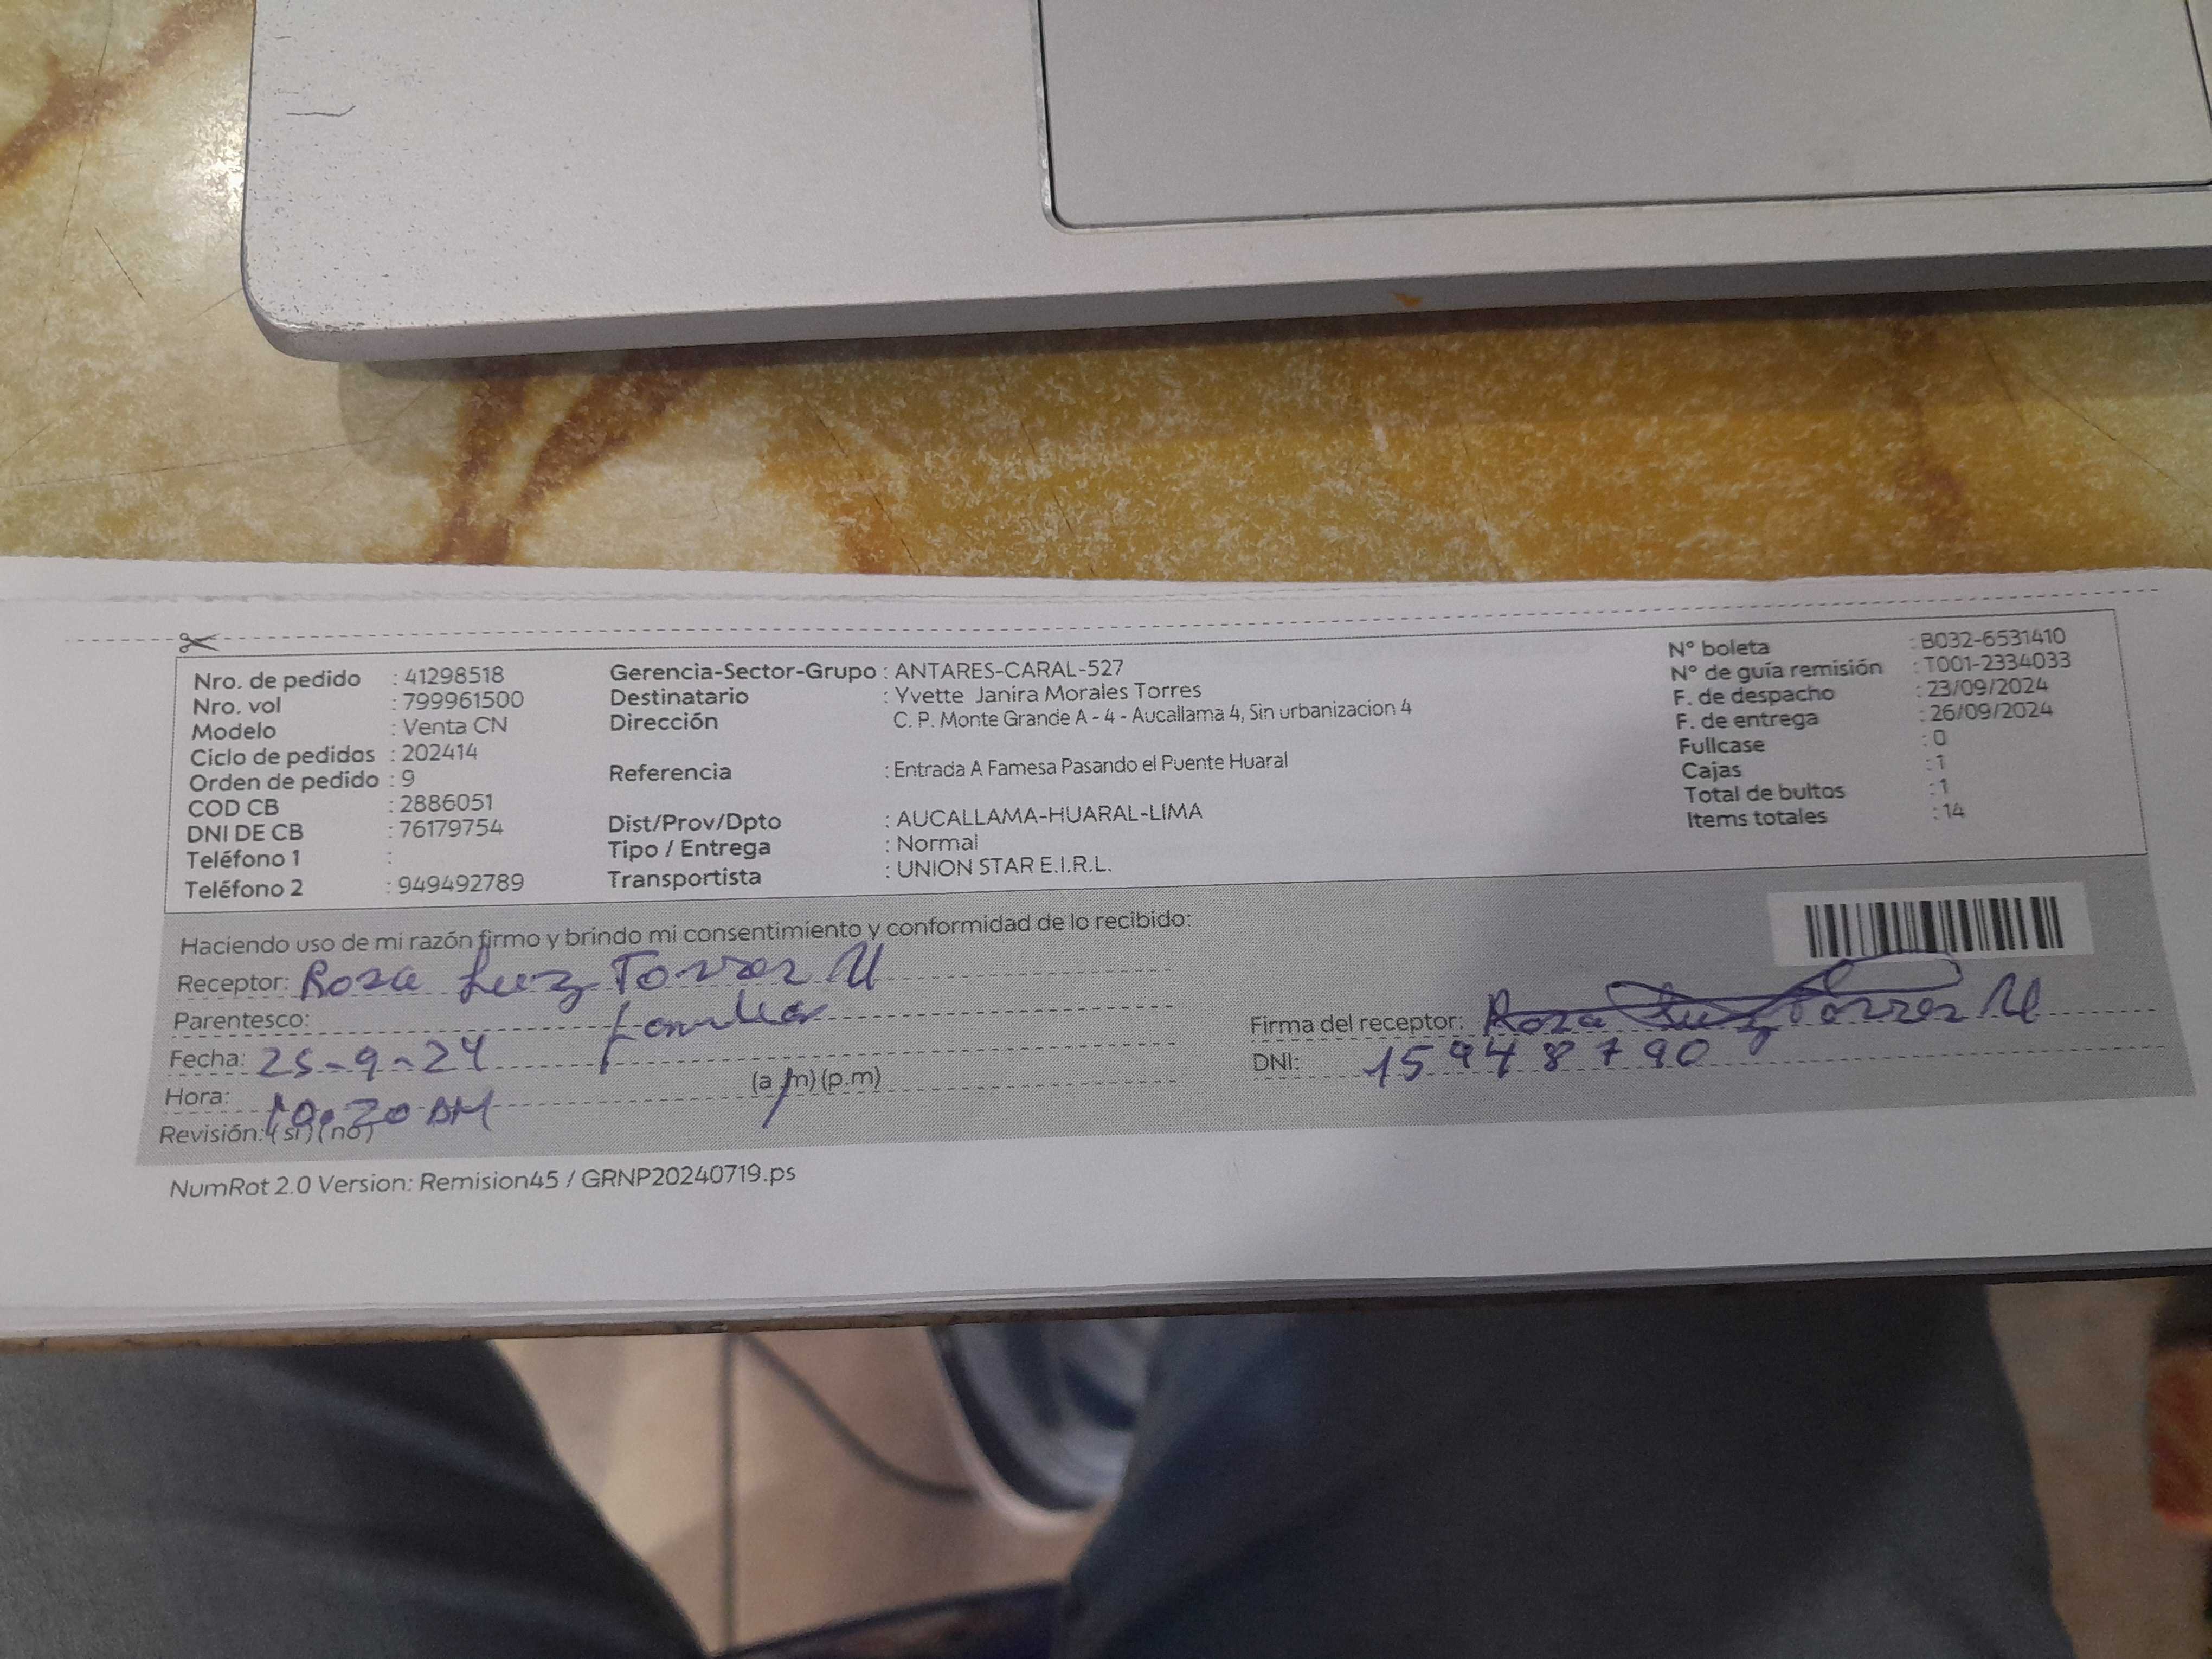 Nro. de pedido : 41298518
Nro. vol : 799961500
Modelo : Venta CN
Ciclo de pedidos : 202414
Orden de pedido : 9
COD CB : 2886051
DNI DE CB : 76179754
Teléfono 1 :
Teléfono 2 : 949492789
Gerencia-Sector-Grupo : ANTARES-CARAL-527
Destinatario : Yvette Janira Morales Torres
Dirección C. P. Monte Grande A - 4 - Aucallama 4, Sin urbanizacion 4
Referencia : Entrada A Famesa Pasando el Puente Huaral
Dist/Prov/Dpto : AUCALLAMA-HUARAL-LIMA
Tipo / Entrega : Normal
Transportista : UNION STAR E.I.R.L.
N° boleta : B032-6531410
N° de guía remisión : T001-2334033
F. de despacho : 23/09/2024
F. de entrega : 26/09/2024
Fullcase : 0
Cajas : 1
Total de bultos : 1
Items totales : 14
Haciendo uso de mi razón firmo y brindo mi consentimiento y conformidad de lo recibido:
Receptor: Rosa Luz Torres U
Parentesco: familiar
Fecha: 25-9-24
Hora: 10:20 AM (a.m) (p.m)
Revisión: ( si ) ( no )
Firma del receptor: Rosa Luz Torres U
DNI: 15948790
NumRot 2.0 Version: Remision45 / GRNP20240719.ps